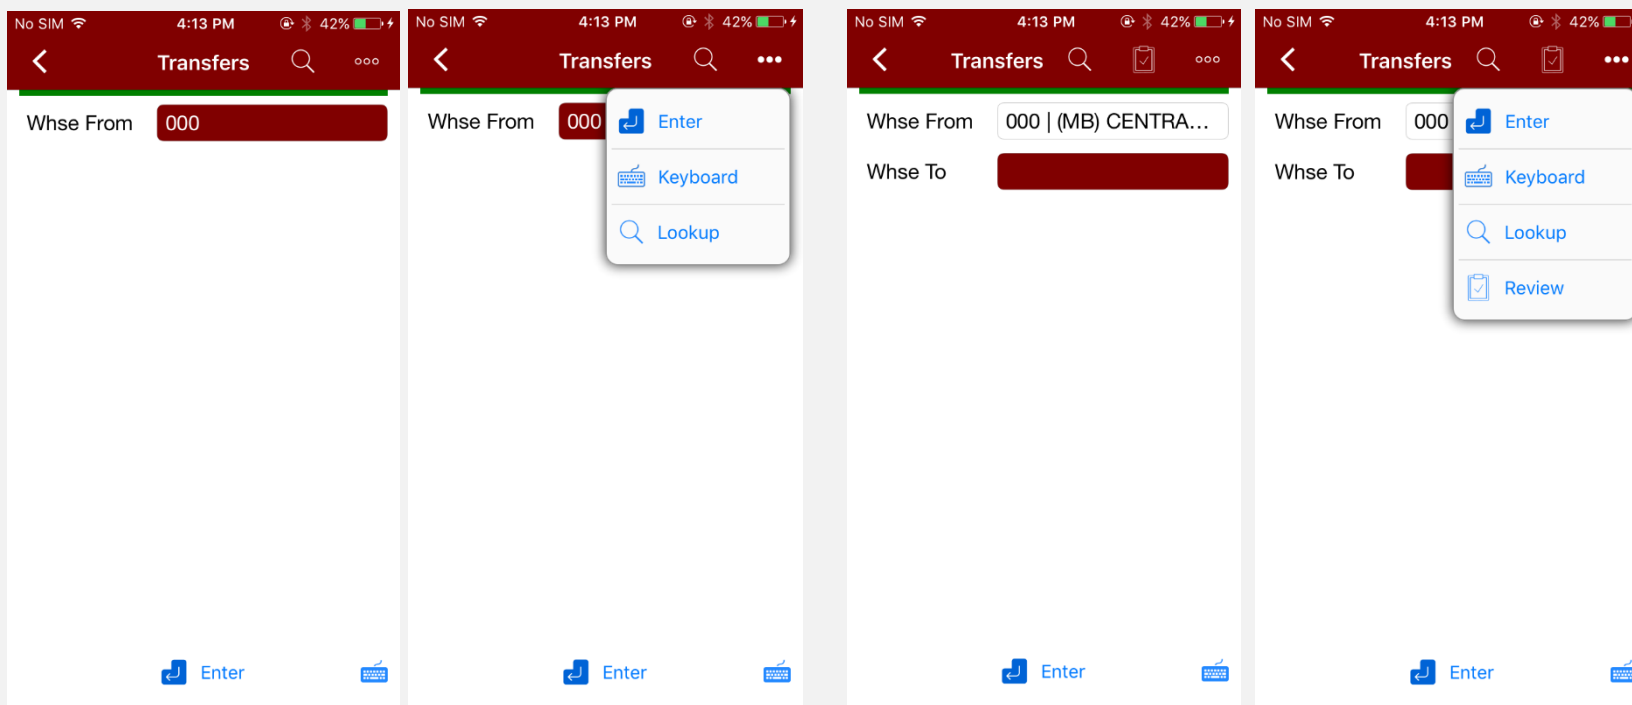 No SIM 4:13 PM 42%
Transfers
Whse From 000
Enter
No SIM 4:13 PM 42%
Transfers
Whse From 000
Enter
Keyboard
Lookup
Enter
No SIM 4:13 PM 42%
Transfers
Whse From 000 | (MB) CENTRA...
Whse To
Enter
No SIM 4:13 PM 42%
Transfers
Whse From 000
Whse To
Enter
Keyboard
Lookup
Review
Enter